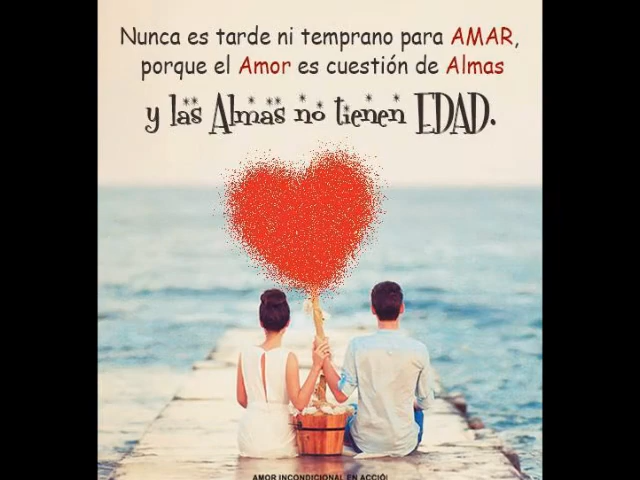 Nunca es tarde ni temprano para AMAR,
porque el Amor es cuestión de Almas
y las Almas no tienen EDAD.
AMOR INCONDICIONAL EN ACCIÓ!